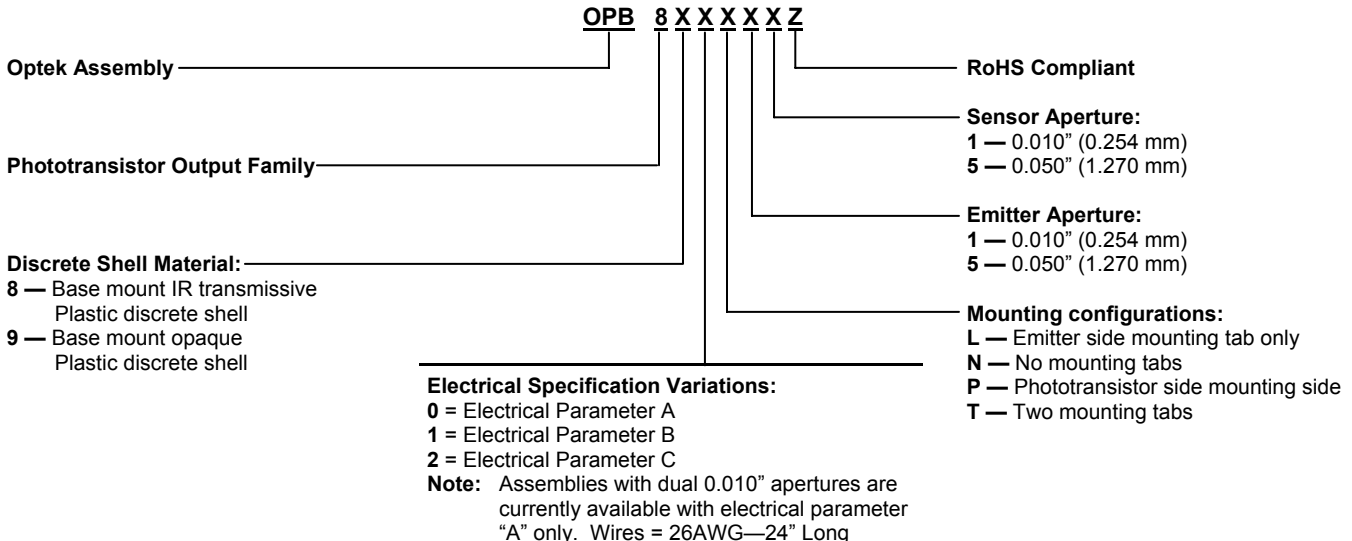 OPB 8 X X X X X Z
Optek Assembly
Phototransistor Output Family
Discrete Shell Material:
8 — Base mount IR transmissive
Plastic discrete shell
9 — Base mount opaque
Plastic discrete shell
Electrical Specification Variations:
0 = Electrical Parameter A
1 = Electrical Parameter B
2 = Electrical Parameter C
Note: Assemblies with dual 0.010” apertures are
currently available with electrical parameter
“A” only. Wires = 26AWG—24” Long
RoHS Compliant
Sensor Aperture:
1 — 0.010” (0.254 mm)
5 — 0.050” (1.270 mm)
Emitter Aperture:
1 — 0.010” (0.254 mm)
5 — 0.050” (1.270 mm)
Mounting configurations:
L — Emitter side mounting tab only
N — No mounting tabs
P — Phototransistor side mounting side
T — Two mounting tabs